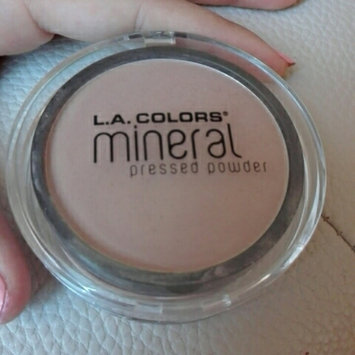 L.A. COLORS®
mineral
pressed powder